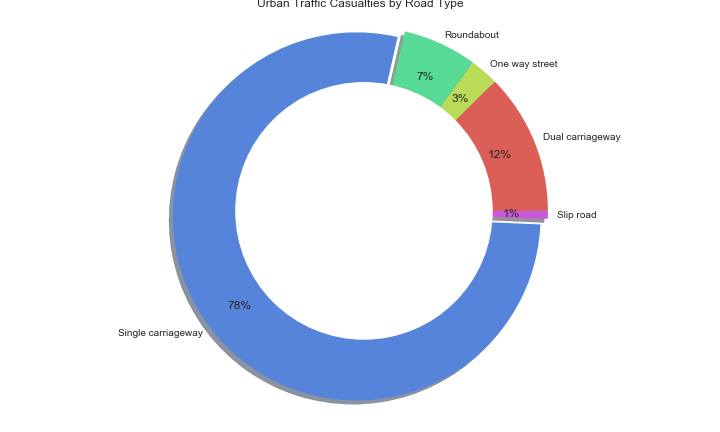 Urban Traffic Casualties by Road Type
Roundabout
7%
One way street
3%
Dual carriageway
12%
Slip road
1%
78%
Single carriageway